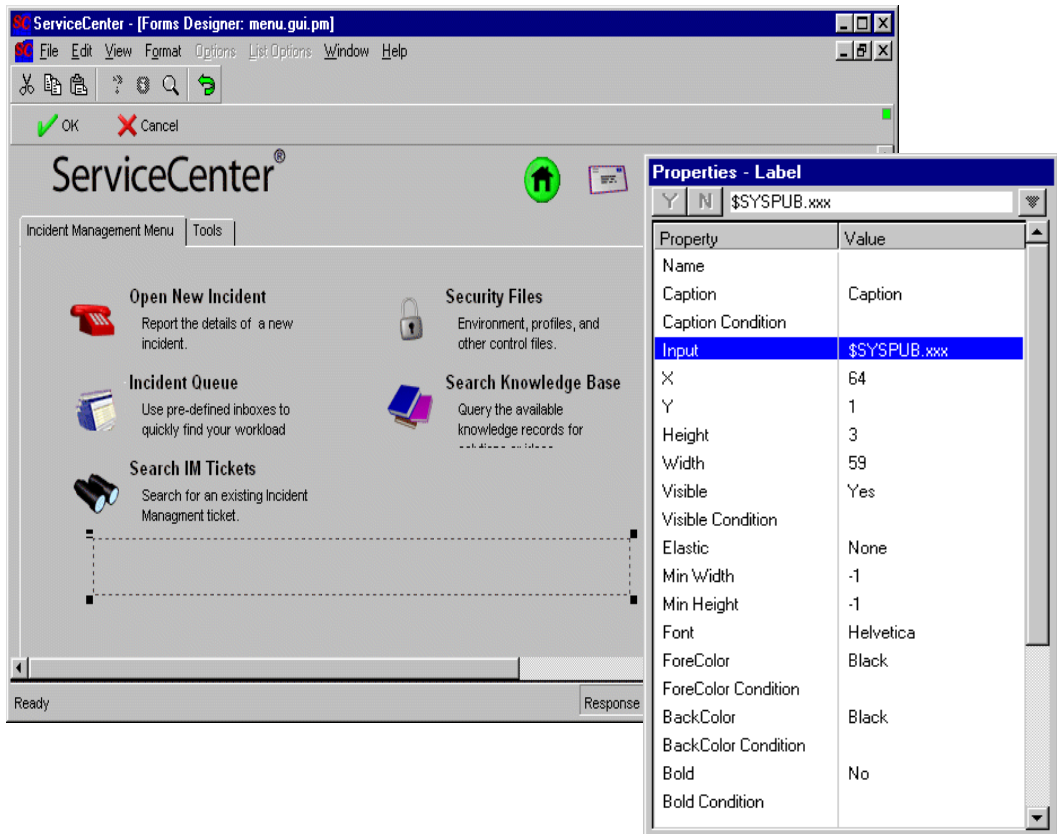 SC ServiceCenter - [Forms Designer: menu.gui.pm]
SC File Edit View Format Options List Options Window Help
OK Cancel
ServiceCenter®
Incident Management Menu Tools
Open New Incident
Report the details of a new
incident.
Security Files
Environment, profiles, and
other control files.
Incident Queue
Use pre-defined inboxes to
quickly find your workload
Search Knowledge Base
Query the available
knowledge records for
Search IM Tickets
Search for an existing Incident
Managment ticket.
Ready
Response
Properties - Label
Y N $SYSPUB.xxx
Property Value
Name
Caption Caption
Caption Condition
Input $SYSPUB.xxx
X 64
Y 1
Height 3
Width 59
Visible Yes
Visible Condition
Elastic None
Min Width -1
Min Height -1
Font Helvetica
ForeColor Black
ForeColor Condition
BackColor Black
BackColor Condition
Bold No
Bold Condition